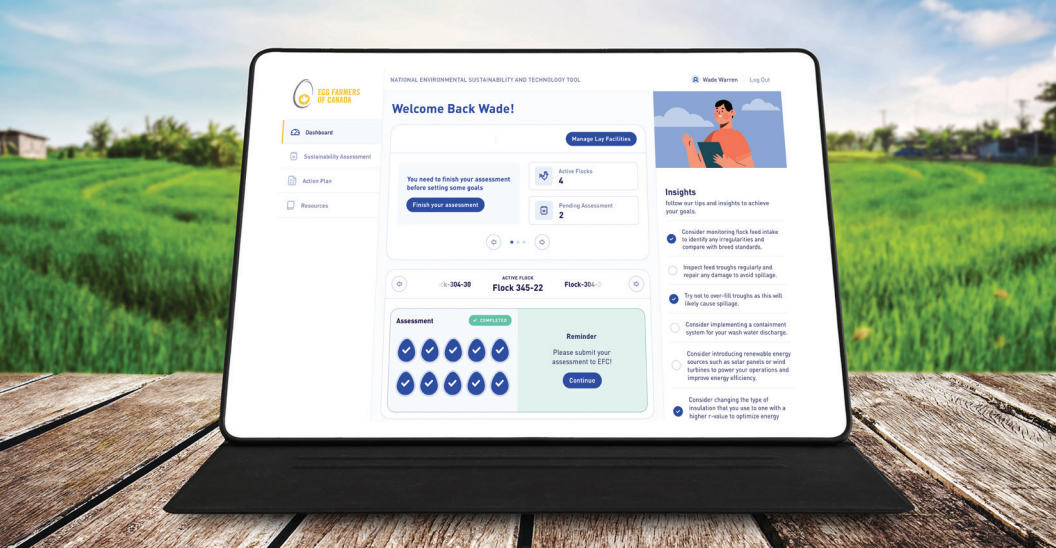 EGG FARMERS
OF CANADA
NATIONAL ENVIRONMENTAL SUSTAINABILITY AND TECHNOLOGY TOOL
Wade Warren
Log Out
Dashboard
Sustainability Assessment
Action Plan
Resources
Welcome Back Wade!
Manage Lay Facilities
You need to finish your assessment
before setting some goals
Finish your assessment
Active Flocks
4
Pending Assessment
2
ck-304-30
ACTIVE FLOCK
Flock 345-22
Flock-304-
Assessment
COMPLETED
Reminder
Please submit your
assessment to EFC!
Continue
Insights
follow our tips and insights to achieve
your goals.
Consider monitoring flock feed intake
to identify any irregularities and
compare with breed standards.
Inspect feed troughs regularly and
repair any damage to avoid spillage.
Try not to over-fill troughs as this will
likely cause spillage.
Consider implementing a containment
system for your wash water discharge.
Consider introducing renewable energy
sources such as solar panels or wind
turbines to power your operations and
improve energy efficiency.
Consider changing the type of
insulation that you use to one with a
higher r-value to optimize energy